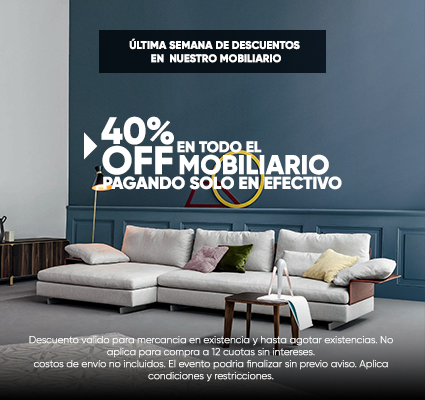 ÚLTIMA SEMANA DE DESCUENTOS
EN NUESTRO MOBILIARIO
40%
OFF EN TODO EL
MOBILIARIO
PAGANDO SOLO EN EFECTIVO
Descuento valido para mercancia en existencia y hasta agotar existencias. No
aplica para compra a 12 cuotas sin intereses.
costos de envío no incluidos. El evento podria finalizar sin previo aviso. Aplica
condiciones y restricciones.